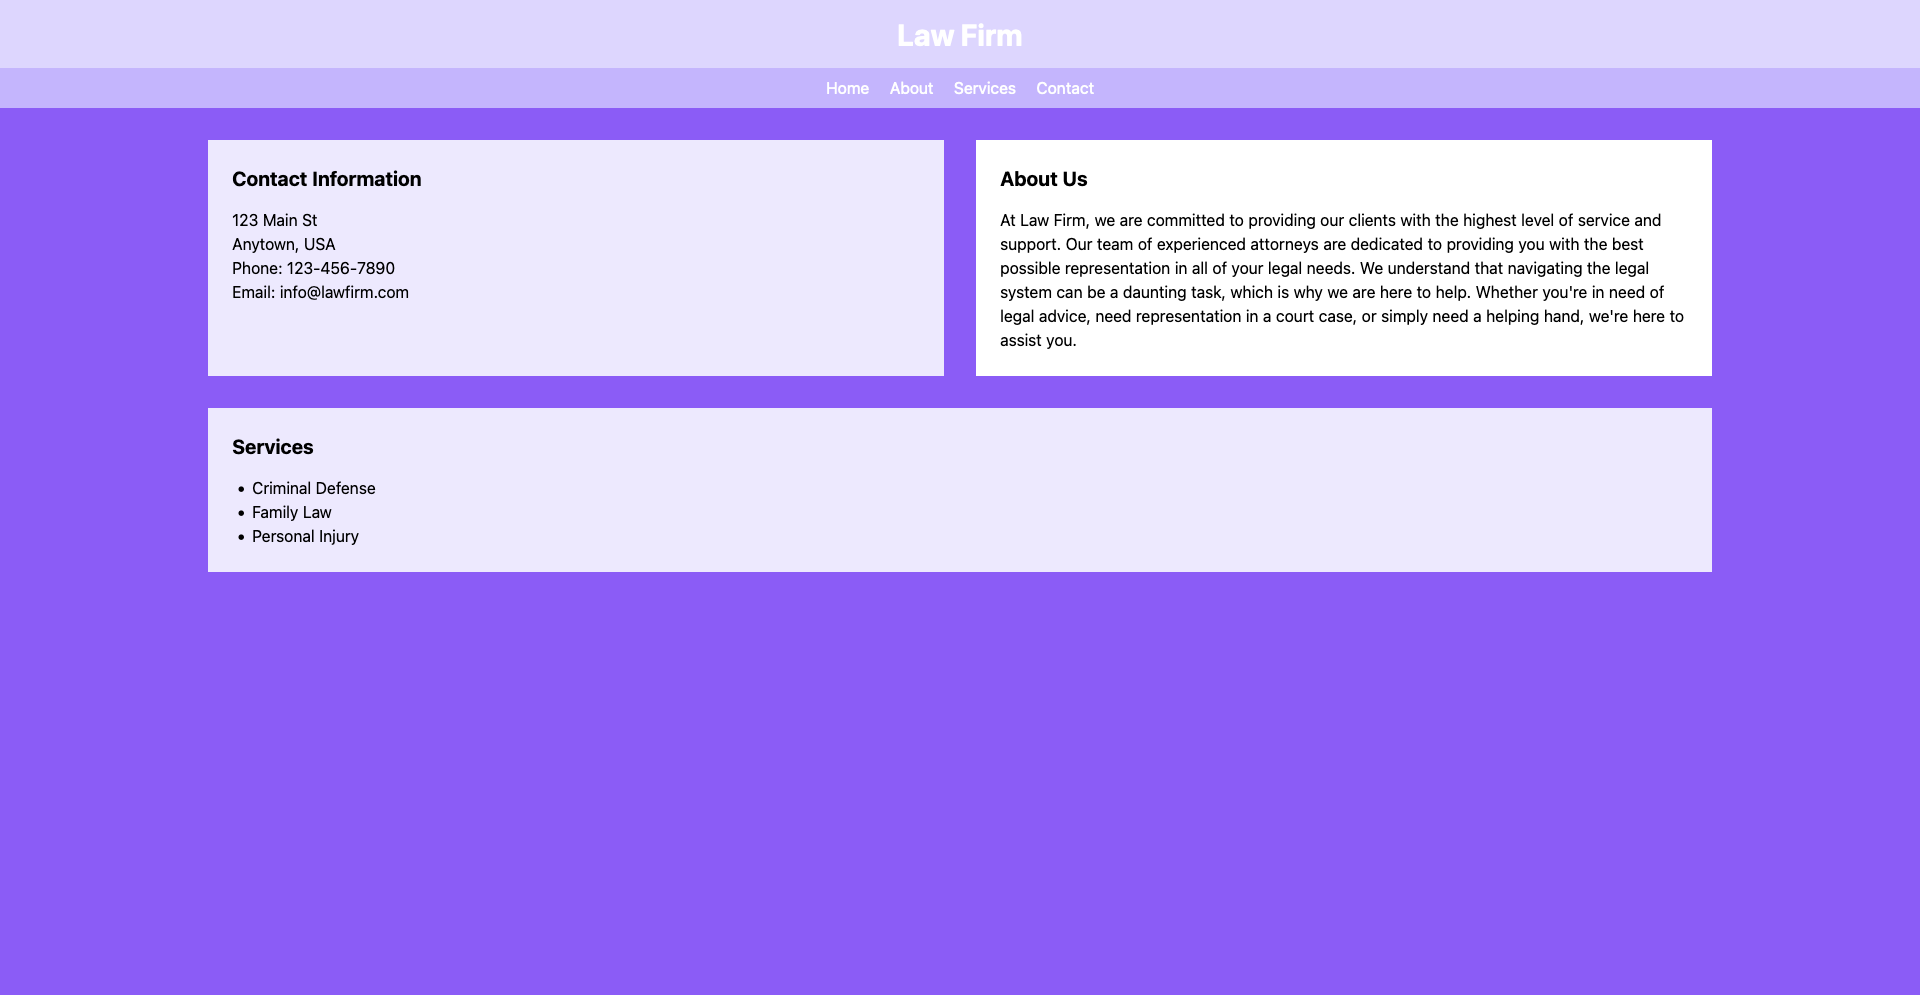 Law Firm
Home About Services Contact
Contact Information
123 Main St
Anytown, USA
Phone: 123-456-7890
Email: info@lawfirm.com
About Us
At Law Firm, we are committed to providing our clients with the highest level of service and
support. Our team of experienced attorneys are dedicated to providing you with the best
possible representation in all of your legal needs. We understand that navigating the legal
system can be a daunting task, which is why we are here to help. Whether you're in need of
legal advice, need representation in a court case, or simply need a helping hand, we're here to
assist you.
Services
• Criminal Defense
• Family Law
• Personal Injury